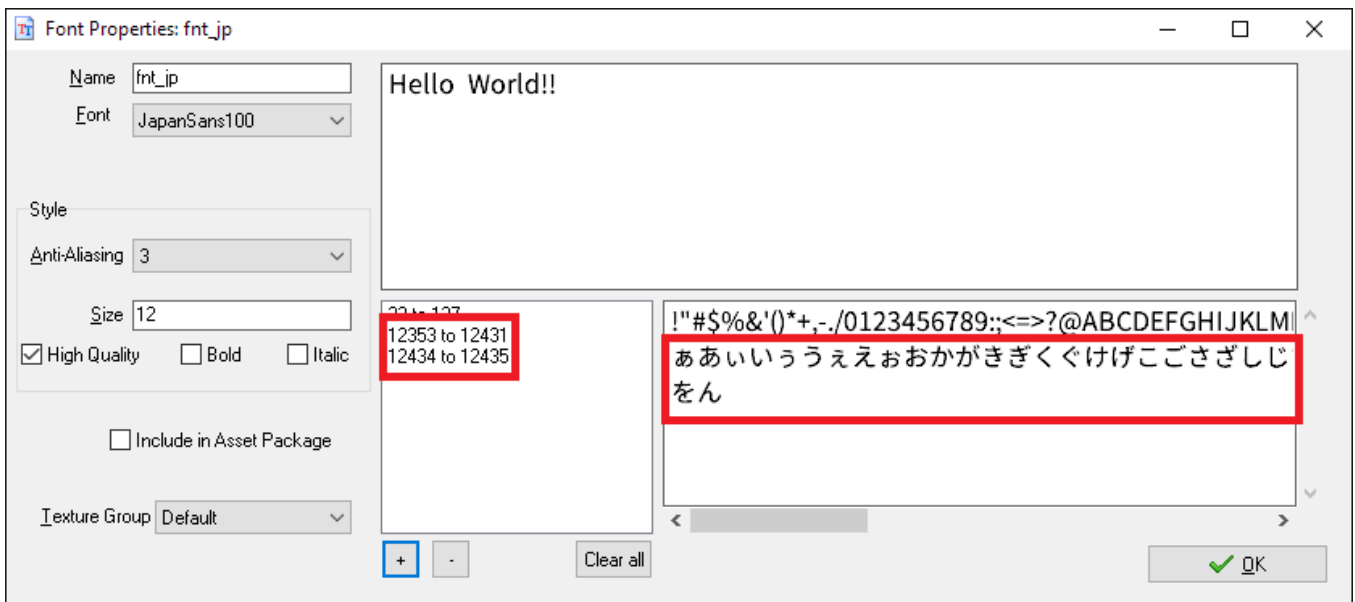 Font Properties: fnt_jp
Name fnt_jp
Font JapanSans100
Hello World!!
Style
Anti-Aliasing 3
Size 12
High Quality Bold Italic
Include in Asset Package
Texture Group Default
12353 to 12431
12434 to 12435
!"#$%&'()*+,-./0123456789:;<=>?@ABCDEFGHIJKLM
ぁあぃいぅうぇえぉおかがきぎくぐけげこごさざしじ
をん
+ - Clear all
OK